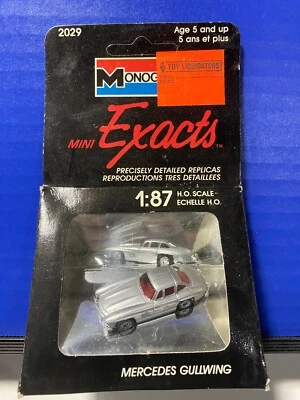 2029
Age 5 and up
5 ans et plus
TOY LIQUIDATORS
MONOG
MINI Exacts™
PRECISELY DETAILED REPLICAS
REPRODUCTIONS TRES DETAILLEES
1:87 H.O. SCALE-
ECHELLE H.O.
MERCEDES GULLWING